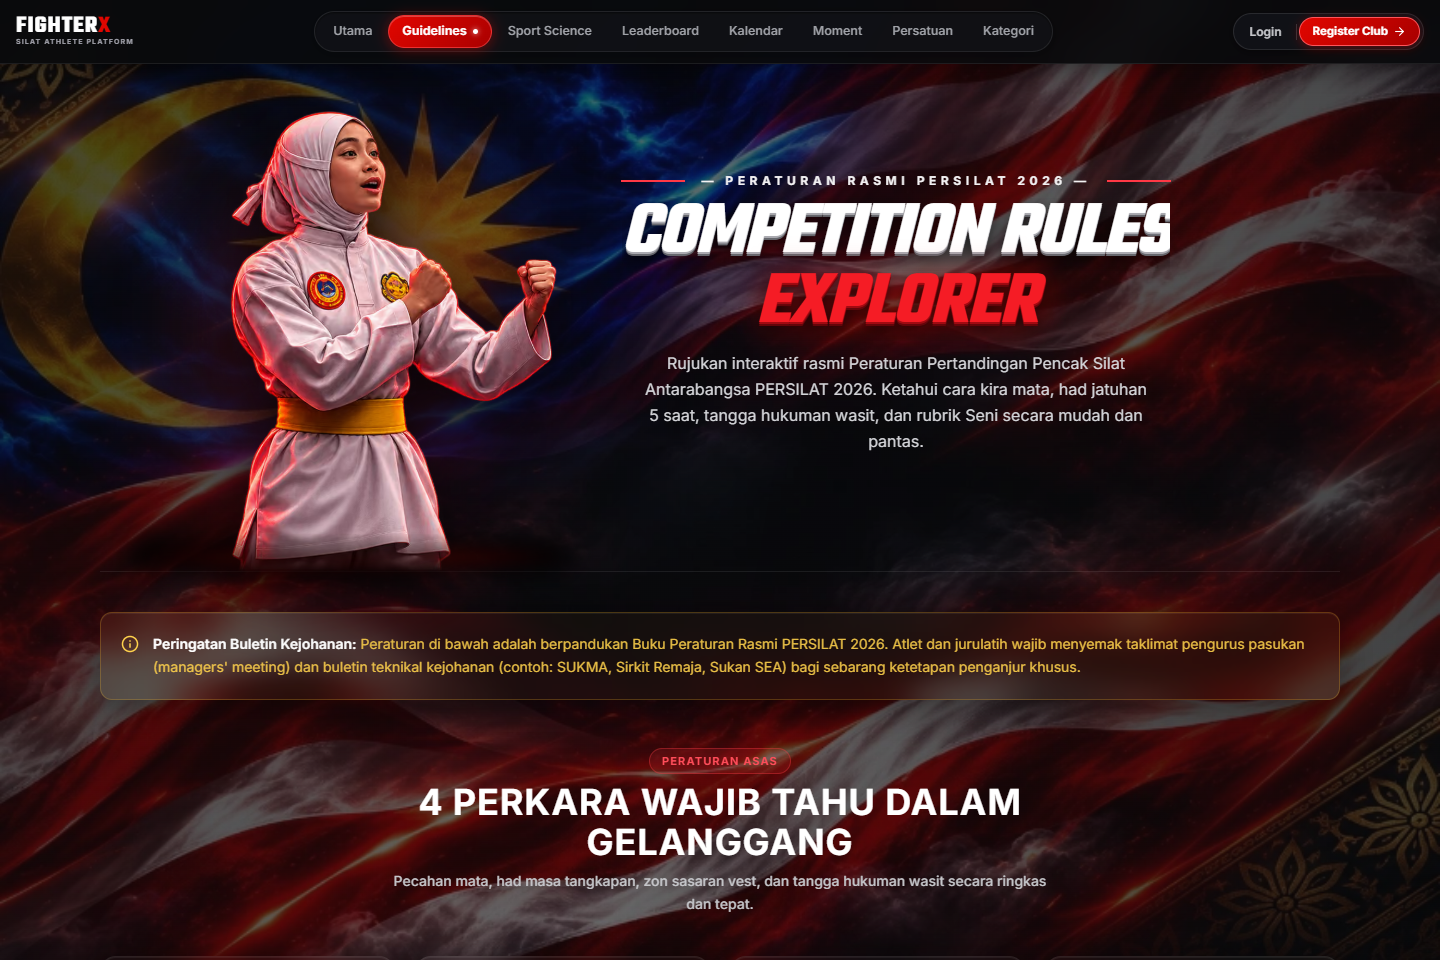 FIGHTERX
SILAT ATHLETE PLATFORM
Utama
Guidelines
Sport Science
Leaderboard
Kalendar
Moment
Persatuan
Kategori
Login
Register Club →
— PERATURAN RASMI PERSILAT 2026 —
COMPETITION RULES
EXPLORER
Rujukan interaktif rasmi Peraturan Pertandingan Pencak Silat
Antarabangsa PERSILAT 2026. Ketahui cara kira mata, had jatuhan
5 saat, tangga hukuman wasit, dan rubrik Seni secara mudah dan
pantas.
Peringatan Buletin Kejohanan: Peraturan di bawah adalah berpandukan Buku Peraturan Rasmi PERSILAT 2026. Atlet dan jurulatih wajib menyemak taklimat pengurus pasukan
(managers' meeting) dan buletin teknikal kejohanan (contoh: SUKMA, Sirkit Remaja, Sukan SEA) bagi sebarang ketetapan penganjur khusus.
PERATURAN ASAS
4 PERKARA WAJIB TAHU DALAM
GELANGGANG
Pecahan mata, had masa tangkapan, zon sasaran vest, dan tangga hukuman wasit secara ringkas
dan tepat.